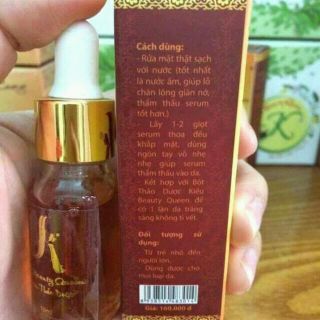 Cách dùng:
- Rửa mặt thật sạch
với nước (tốt nhất
là nước ấm, giúp lỗ
chân lông giãn nở,
thẩm thấu serum
tốt hơn.)
- Lấy 1-2 giọt
serum thoa đều
khắp mặt, dùng
ngón tay vỗ nhẹ
nhẹ giúp serum
thẩm thấu vào da.
- Kết hợp với Bột
Thảo Dược Kiều
Beauty Queen để
có 1 làn da trắng
sáng không tì vết.
Đối tượng sử
dụng:
- Từ trẻ nhỏ đến
người lớn.
- Dùng được cho
mọi loại da.
Giá: 160.000 đ